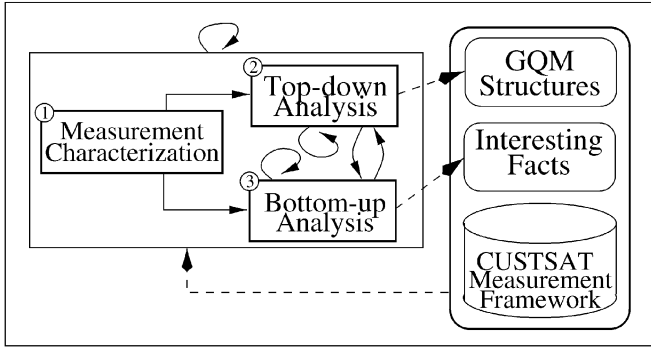 1
Measurement
Characterization
2
Top-down
Analysis
3
Bottom-up
Analysis
GQM
Structures
Interesting
Facts
CUSTSAT
Measurement
Framework